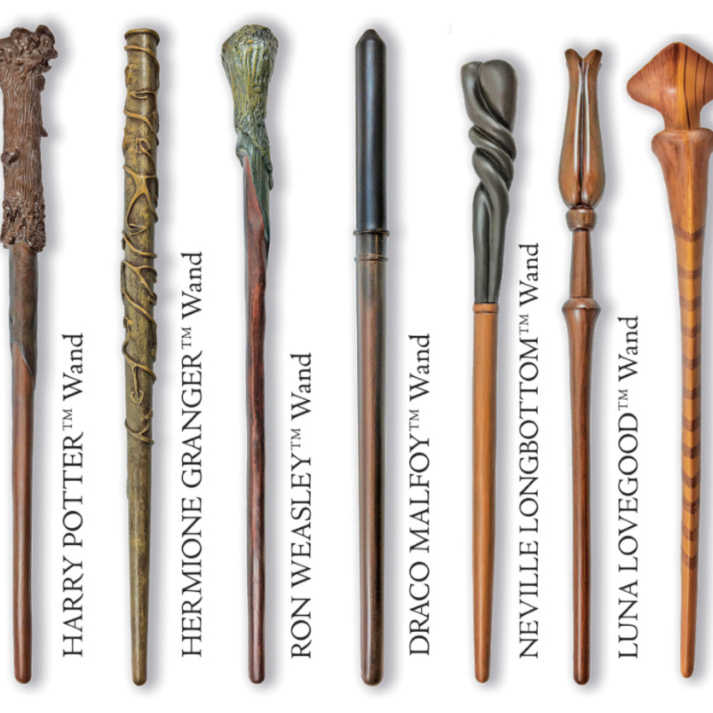 HARRY POTTER™ Wand
HERMIONE GRANGER™ Wand
RON WEASLEY™ Wand
DRACO MALFOY™ Wand
NEVILLE LONGBOTTOM™ Wand
LUNA LOVEGOOD™ Wand